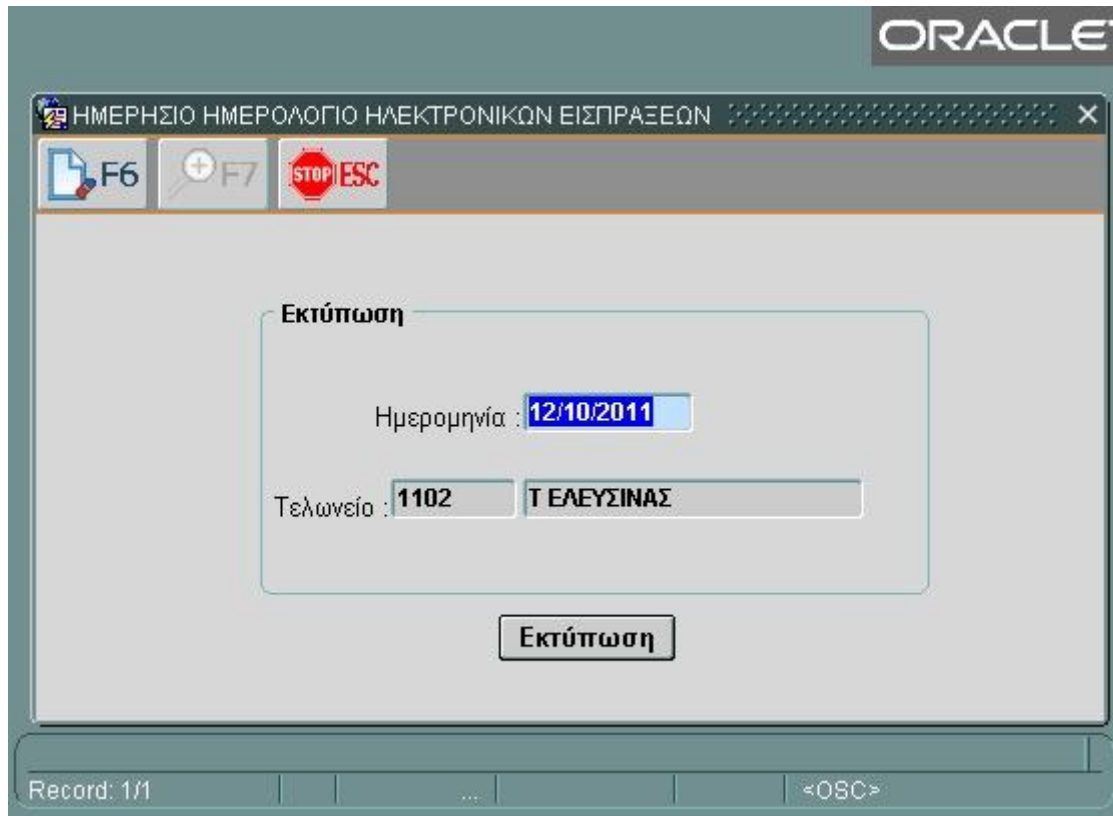 ORACLE
ΗΜΕΡΗΣΙΟ ΗΜΕΡΟΛΟΓΙΟ ΗΛΕΚΤΡΟΝΙΚΩΝ ΕΙΣΠΡΑΞΕΩΝ
F6 F7 STOP ESC
Εκτύπωση
Ημερομηνία : 12/10/2011
Τελωνείο : 1102 Τ ΕΛΕΥΣΙΝΑΣ
Εκτύπωση
Record: 1/1 ... <OSC>